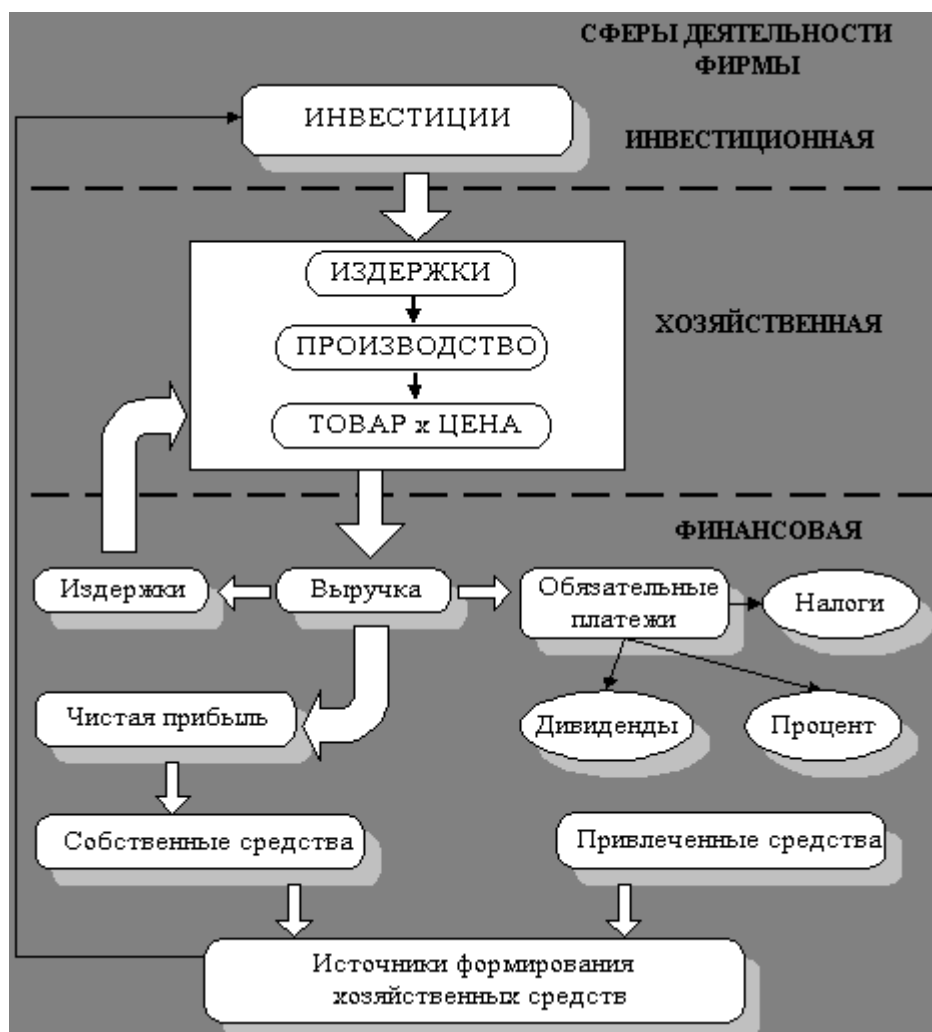 СФЕРЫ ДЕЯТЕЛЬНОСТИ
ФИРМЫ
ИНВЕСТИЦИИ
ИНВЕСТИЦИОННАЯ
ИЗДЕРЖКИ
ХОЗЯЙСТВЕННАЯ
ПРОИЗВОДСТВО
ТОВАР х ЦЕНА
ФИНАНСОВАЯ
Издержки
Выручка
Обязательные
платежи
Налоги
Чистая прибыль
Дивиденды
Процент
Собственные средства
Привлеченные средства
Источники формирования
хозяйственных средств